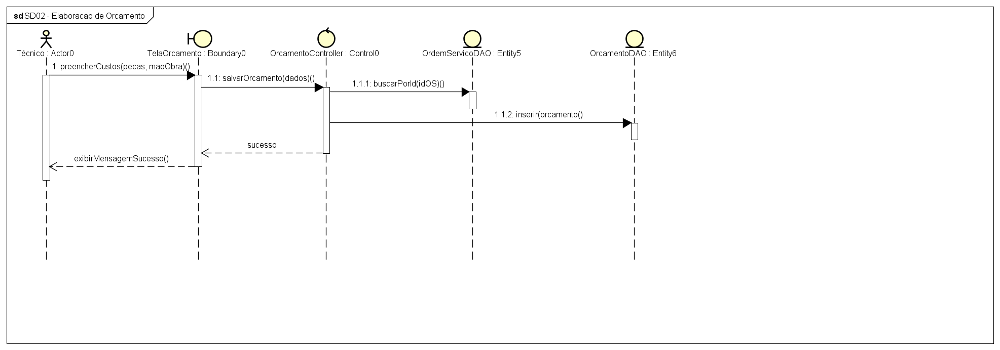 sd SD02 - Elaboracao de Orcamento
Técnico : Actor0
TelaOrcamento : Boundary0
OrcamentoController : Control0
OrdemServicoDAO : Entity5
OrcamentoDAO : Entity6
1: preencherCustos(pecas, maoObra)()
1.1: salvarOrcamento(dados)()
1.1.1: buscarPorId(idOS)()
1.1.2: inserir(orcamento()
sucesso
exibirMensagemSucesso()